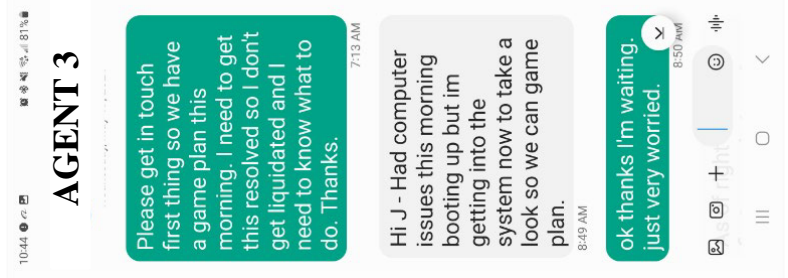 10:44
81%
AGENT 3
Please get in touch
first thing so we have
a game plan this
morning. I need to get
this resolved so I don't
get liquidated and I
need to know what to
do. Thanks.
7:13 AM
Hi J - Had computer
issues this morning
booting up but im
getting into the
system now to take a
look so we can game
plan.
8:49 AM
ok thanks I'm waiting.
just very worried.
8:50 AM